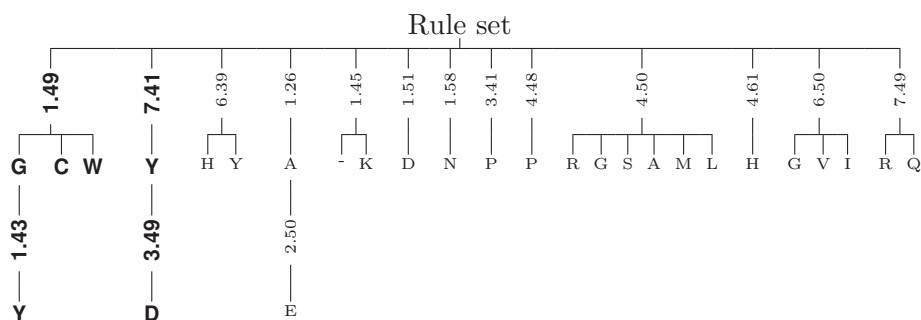 Rule set
1.49 7.41 6.39 1.26 1.45 1.51 1.58 3.41 4.48 4.50 4.61 6.50 7.49
G C W Y H Y A - K D N P P R G S A M L H G V I R Q
1.43 3.49 2.50
Y D E